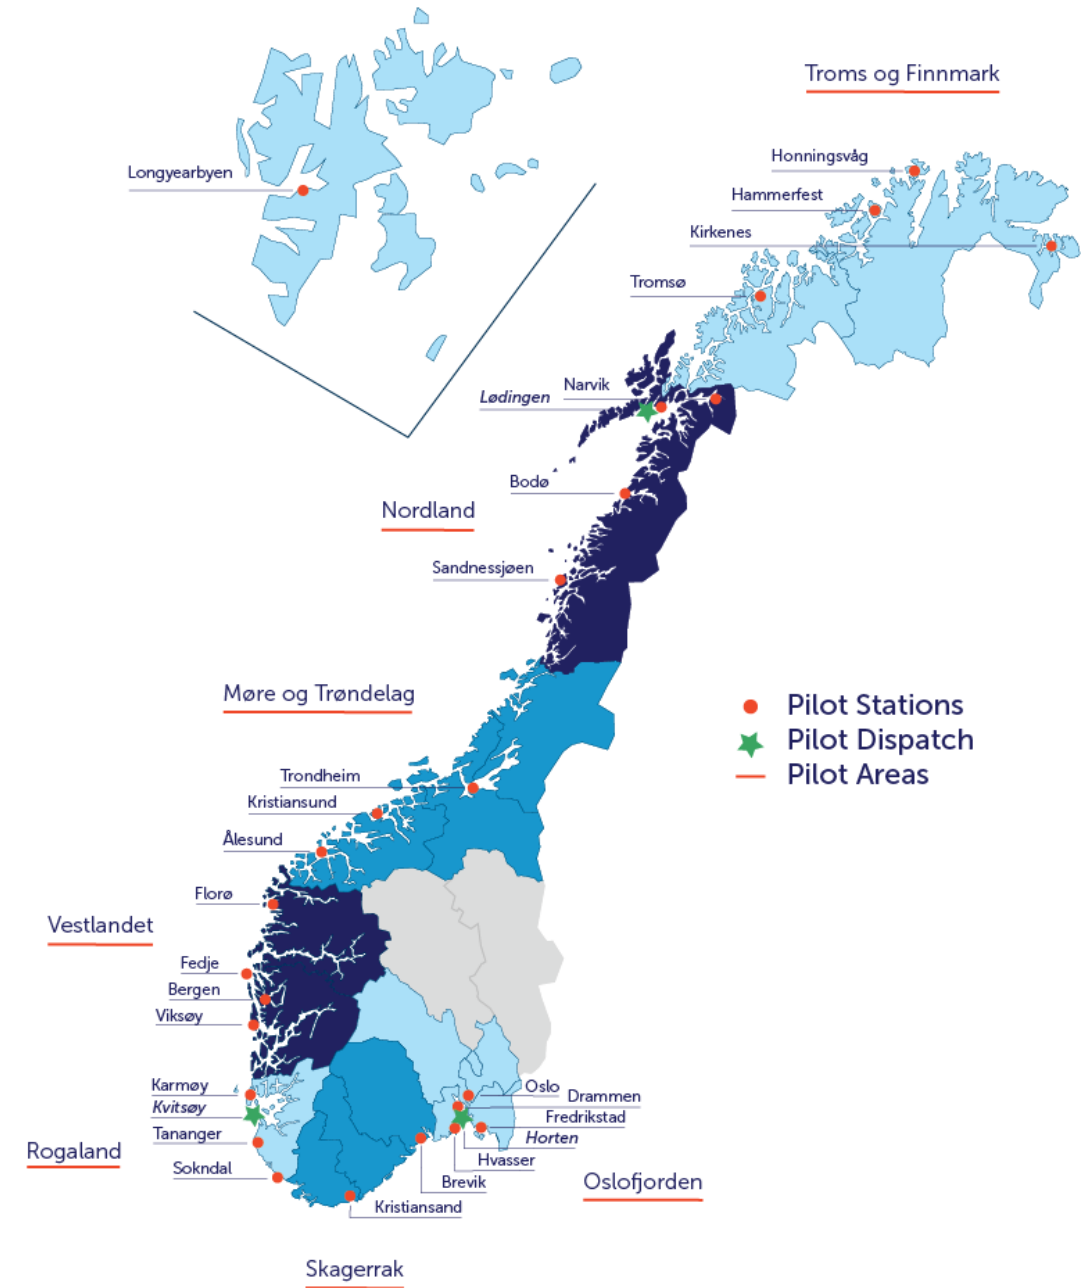 Troms og Finnmark
Honningsvåg
Longyearbyen
Hammerfest
Kirkenes
Tromsø
Narvik
Lødingen
Bodø
Nordland
Sandnessjøen
Møre og Trøndelag
Pilot Stations
Pilot Dispatch
Pilot Areas
Trondheim
Kristiansund
Ålesund
Florø
Vestlandet
Fedje
Bergen
Viksøy
Karmøy
Kvitsøy
Tananger
Rogaland
Sokndal
Oslo
Drammen
Fredrikstad
Horten
Hvasser
Brevik
Oslofjorden
Kristiansand
Skagerrak